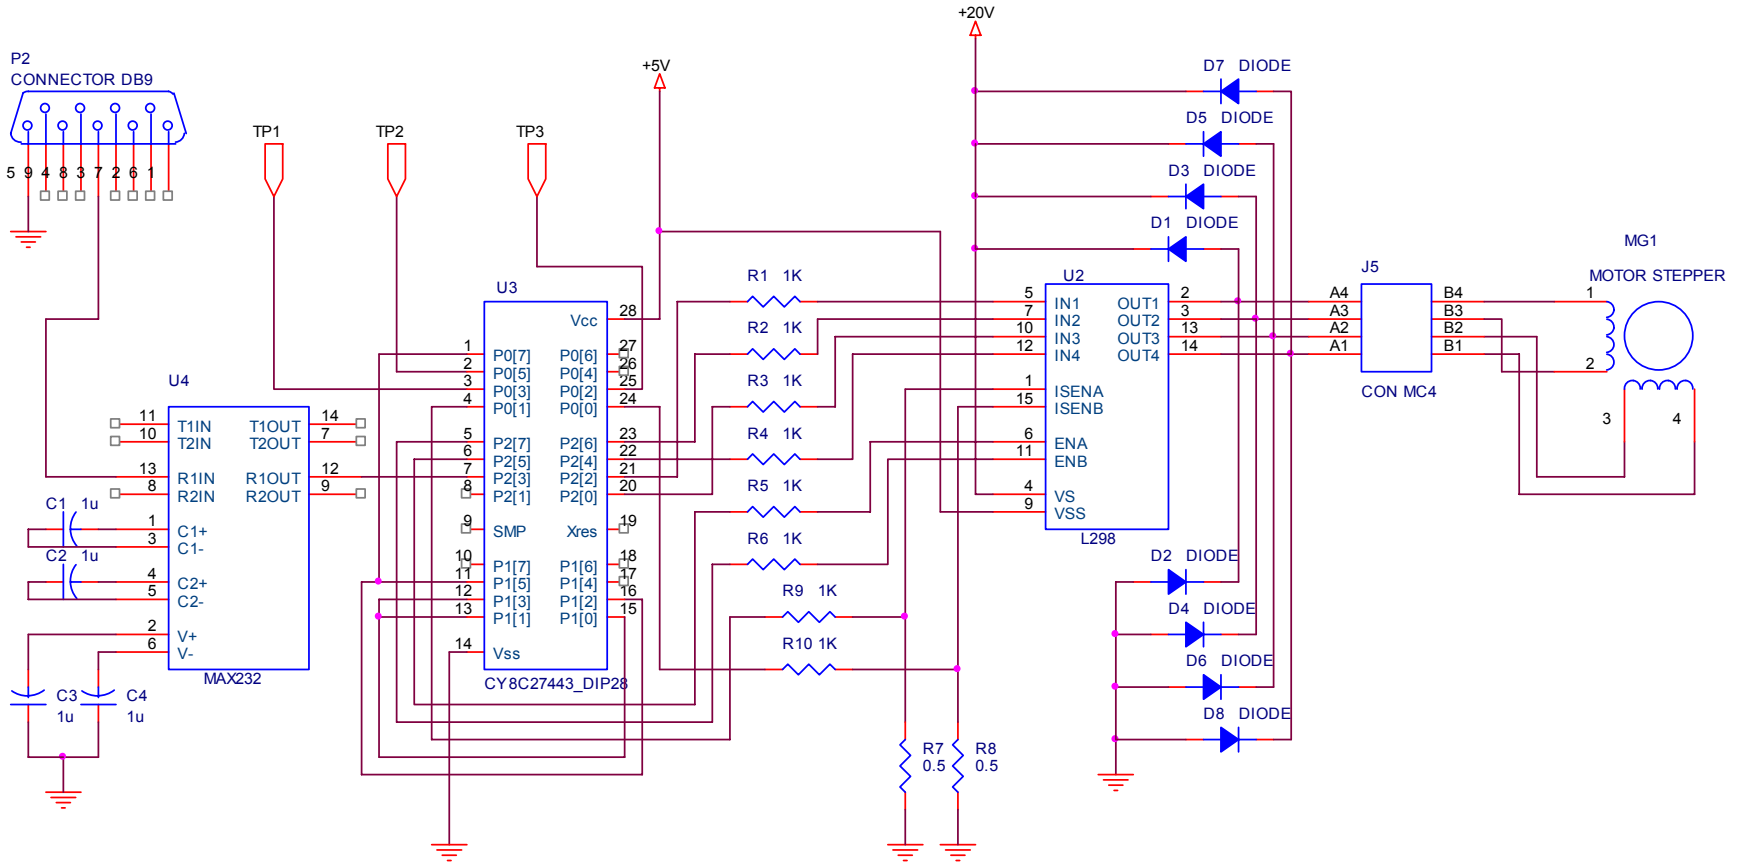 +20V
P2
CONNECTOR DB9
5 9 4 8 3 7 2 6 1
TP1
TP2
TP3
+5V
D7 DIODE
D5 DIODE
D3 DIODE
D1 DIODE
MG1
MOTOR STEPPER
1
2
3
4
J5
A4 B4
A3 B3
A2 B2
A1 B1
CON MC4
U4
11 T1IN T1OUT 14
10 T2IN T2OUT 7
13 R1IN R1OUT 12
8 R2IN R2OUT 9
1 C1+
3 C1-
4 C2+
5 C2-
2 V+
6 V-
MAX232
C1 1u
C2 1u
C3
1u
C4
1u
U3
Vcc 28
1 P0[7] P0[6] 27
2 P0[5] P0[4] 26
3 P0[3] P0[2] 25
4 P0[1] P0[0] 24
5 P2[7] P2[6] 23
6 P2[5] P2[4] 22
7 P2[3] P2[2] 21
8 P2[1] P2[0] 20
9 SMP Xres 19
10 P1[7] P1[6] 18
11 P1[5] P1[4] 17
12 P1[3] P1[2] 16
13 P1[1] P1[0] 15
14 Vss
CY8C27443_DIP28
R1 1K
R2 1K
R3 1K
R4 1K
R5 1K
R6 1K
R9 1K
R10 1K
R7
0.5
R8
0.5
U2
5 IN1 OUT1 2
7 IN2 OUT2 3
10 IN3 OUT3 13
12 IN4 OUT4 14
1 ISENA
15 ISENB
6 ENA
11 ENB
4 VS
9 VSS
L298
D2 DIODE
D4 DIODE
D6 DIODE
D8 DIODE